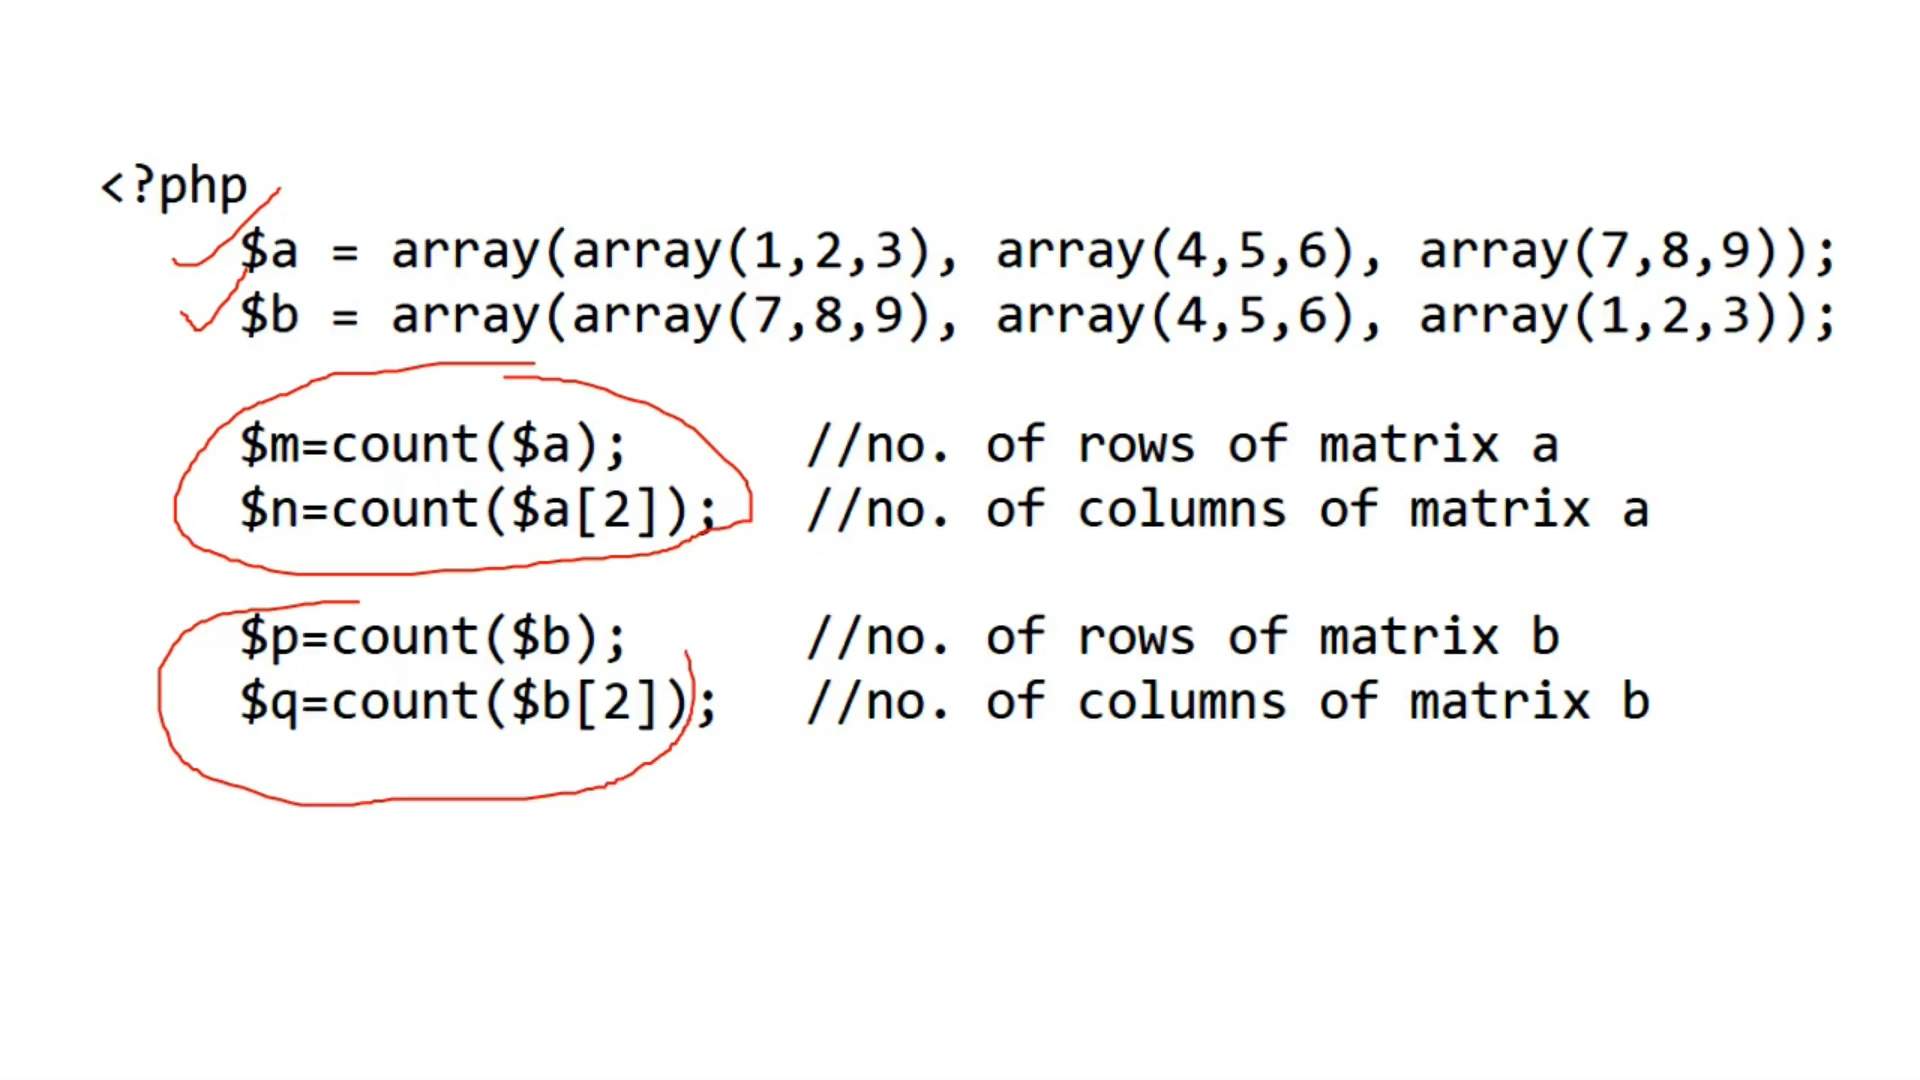 <?php
$a = array(array(1,2,3), array(4,5,6), array(7,8,9));
$b = array(array(7,8,9), array(4,5,6), array(1,2,3));
$m=count($a); //no. of rows of matrix a
$n=count($a[2]); //no. of columns of matrix a
$p=count($b); //no. of rows of matrix b
$q=count($b[2]); //no. of columns of matrix b